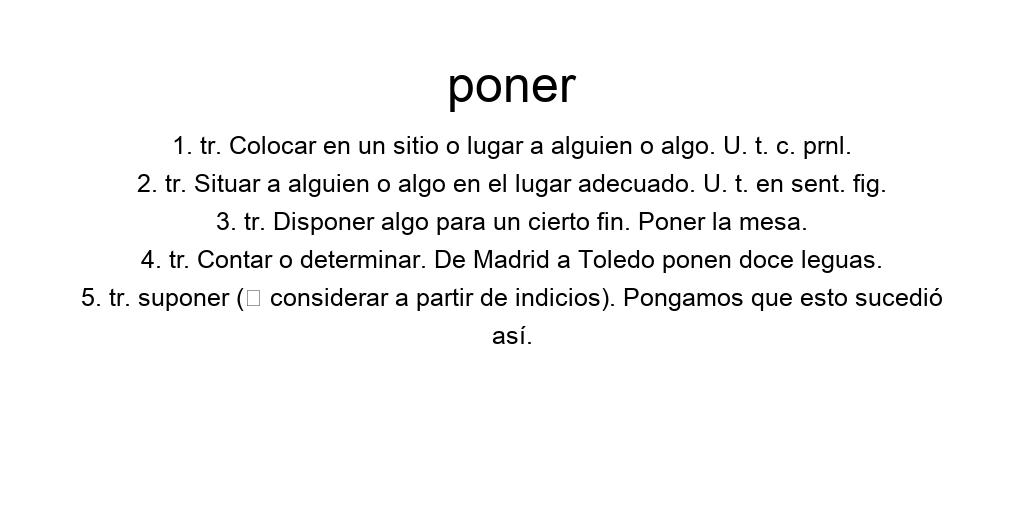 poner
1. tr. Colocar en un sitio o lugar a alguien o algo. U. t. c. prnl.
2. tr. Situar a alguien o algo en el lugar adecuado. U. t. en sent. fig.
3. tr. Disponer algo para un cierto fin. Poner la mesa.
4. tr. Contar o determinar. De Madrid a Toledo ponen doce leguas.
5. tr. suponer (▯ considerar a partir de indicios). Pongamos que esto sucedió
así.